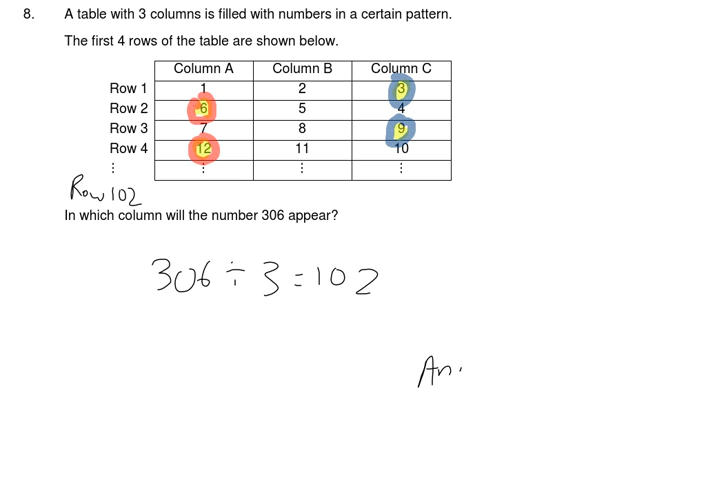 8. A table with 3 columns is filled with numbers in a certain pattern.
The first 4 rows of the table are shown below.
Column A Column B Column C
Row 1 1 2 3
Row 2 6 5 4
Row 3 7 8 9
Row 4 12 11 10
⋮ ⋮ ⋮ ⋮
Row 102
In which column will the number 306 appear?
306 ÷ 3 = 102
An.